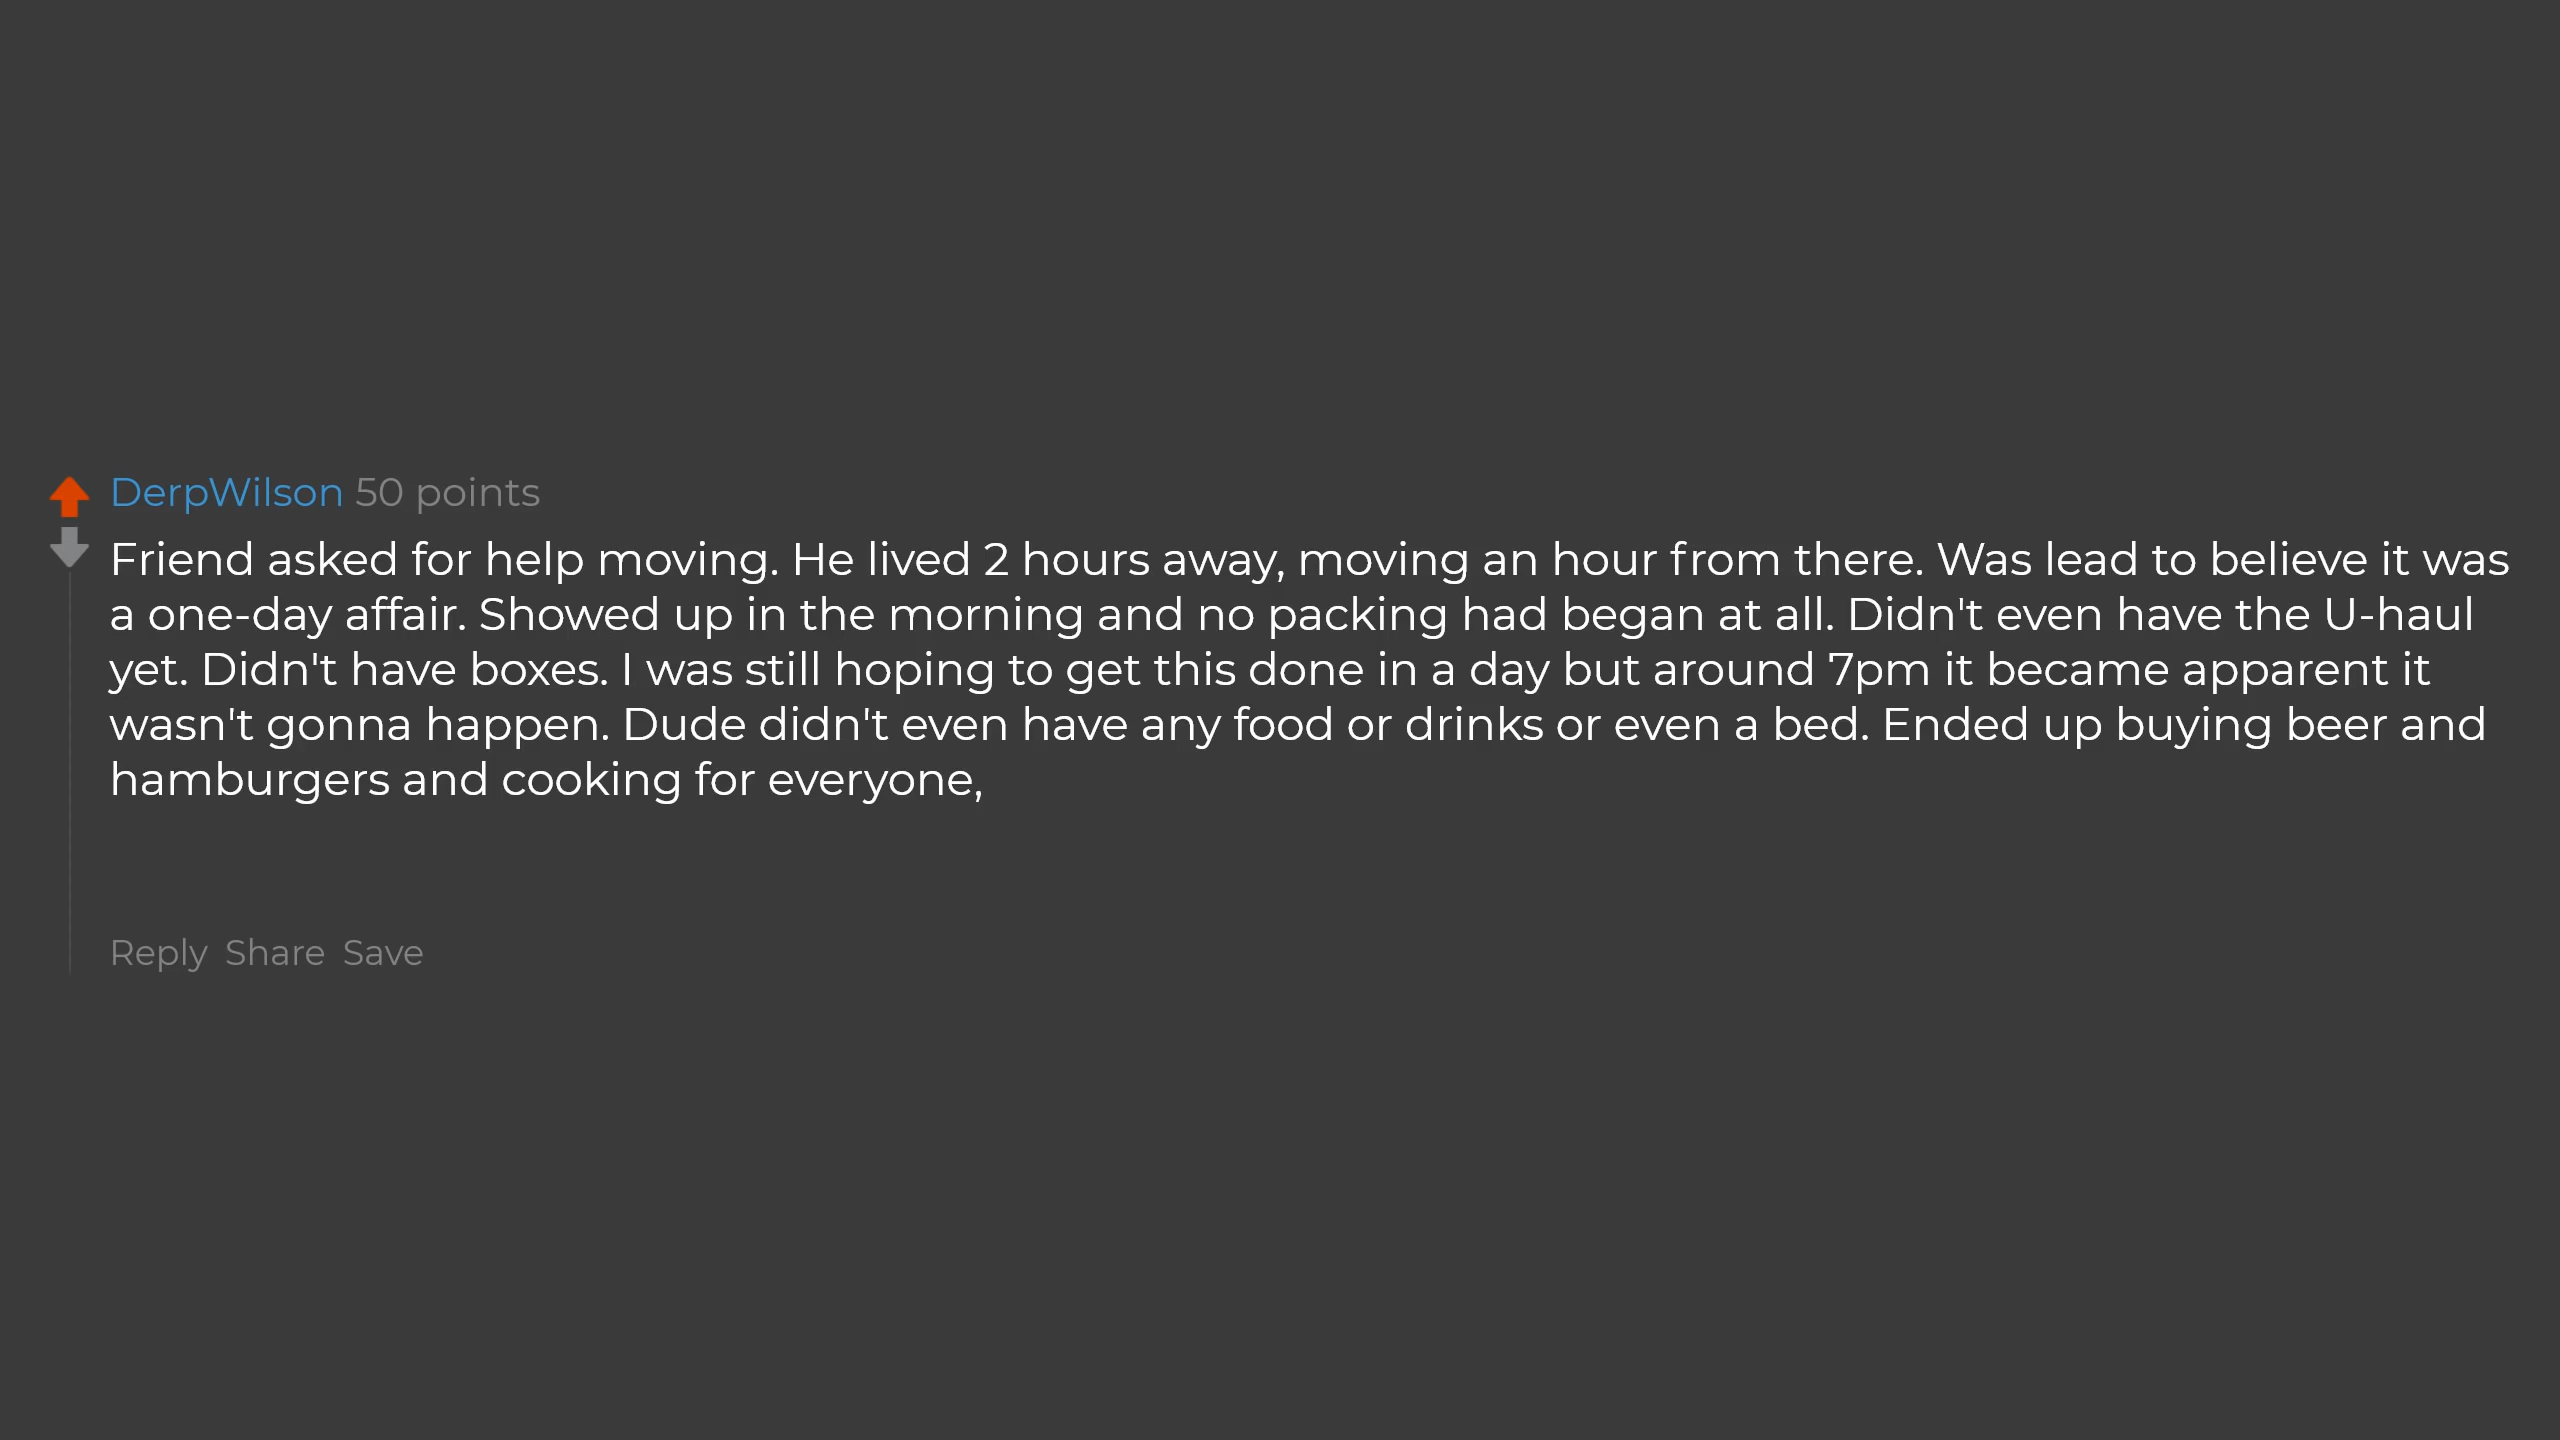 DerpWilson 50 points
Friend asked for help moving. He lived 2 hours away, moving an hour from there. Was lead to believe it was
a one-day affair. Showed up in the morning and no packing had began at all. Didn't even have the U-haul
yet. Didn't have boxes. I was still hoping to get this done in a day but around 7pm it became apparent it
wasn't gonna happen. Dude didn't even have any food or drinks or even a bed. Ended up buying beer and
hamburgers and cooking for everyone,
Reply Share Save